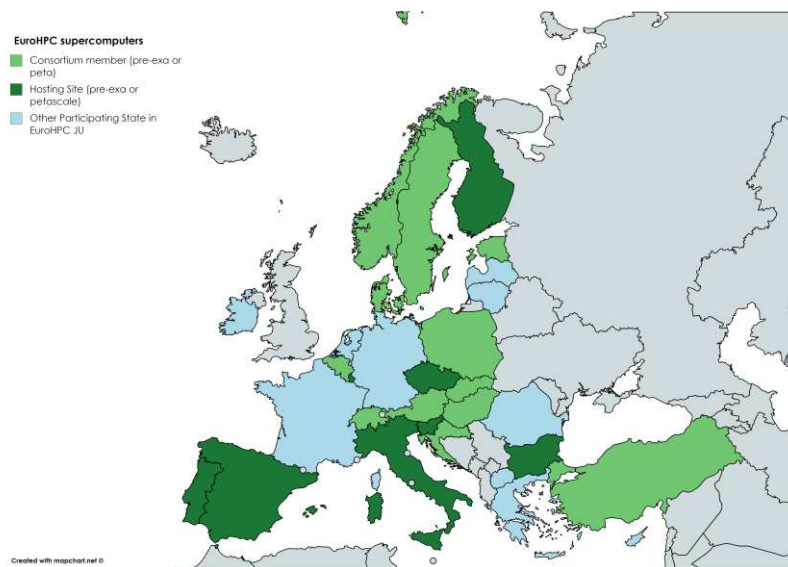 EuroHPC supercomputers
Consortium member (pre-exa or
peta)
Hosting Site (pre-exa or
petascale)
Other Participating State in
EuroHPC JU
Created with mapchart.net ©